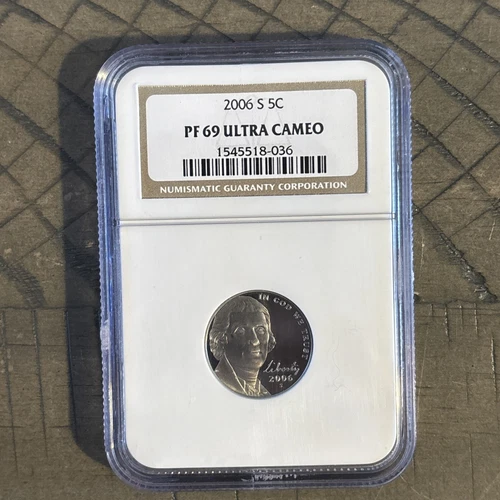 2006 S 5C
PF 69 ULTRA CAMEO
1545518-036
NUMISMATIC GUARANTY CORPORATION
IN GOD WE TRUST
Liberty
2006
S